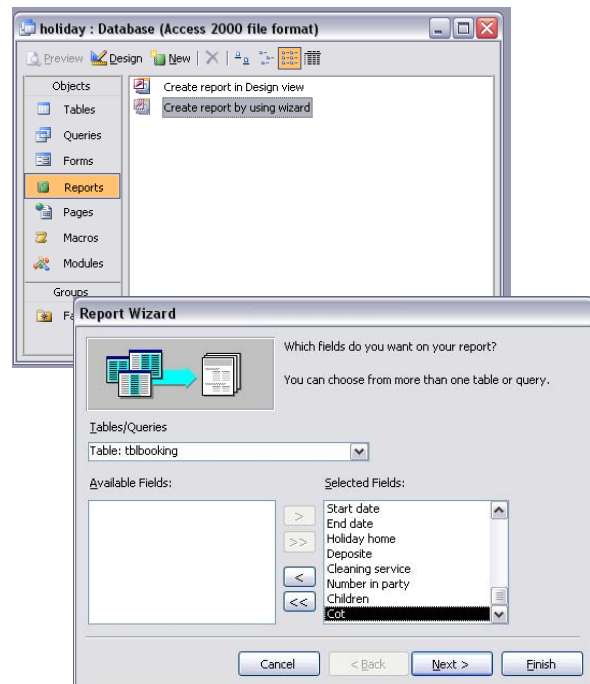 holiday : Database (Access 2000 file format)
Preview Design New
Objects
Tables
Queries
Forms
Reports
Pages
Macros
Modules
Groups
Create report in Design view
Create report by using wizard
Report Wizard
Which fields do you want on your report?
You can choose from more than one table or query.
Tables/Queries
Table: tblbooking
Available Fields:
Selected Fields:
>
>>
<
<<
Start date
End date
Holiday home
Deposite
Cleaning service
Number in party
Children
Cot
Cancel < Back Next > Finish